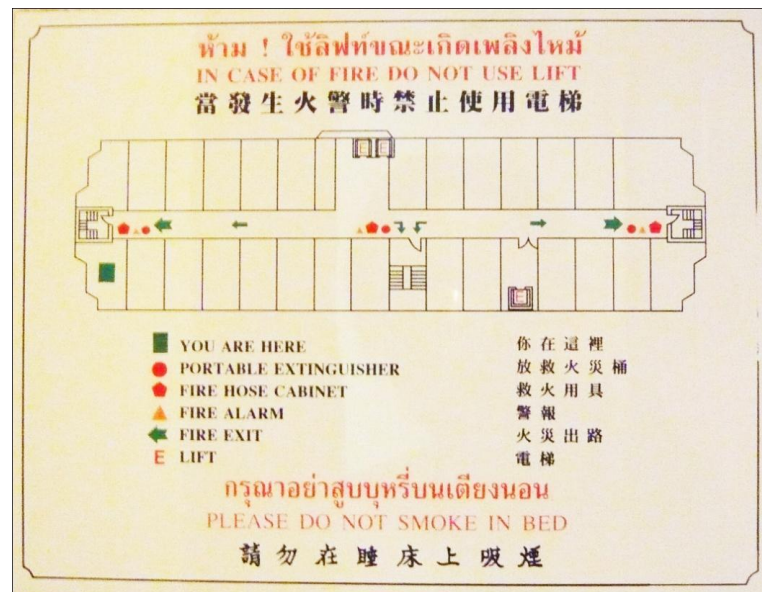 ห้าม ! ใช้ลิฟท์ขณะเกิดเพลิงไหม้
IN CASE OF FIRE DO NOT USE LIFT
當發生火警時禁止使用電梯
E E
E
YOU ARE HERE 你在這裡
PORTABLE EXTINGUISHER 放救火災桶
FIRE HOSE CABINET 救火用具
FIRE ALARM 警報
FIRE EXIT 火災出路
E LIFT 電梯
กรุณาอย่าสูบบุหรี่บนเตียงนอน
PLEASE DO NOT SMOKE IN BED
請勿在睡床上吸煙